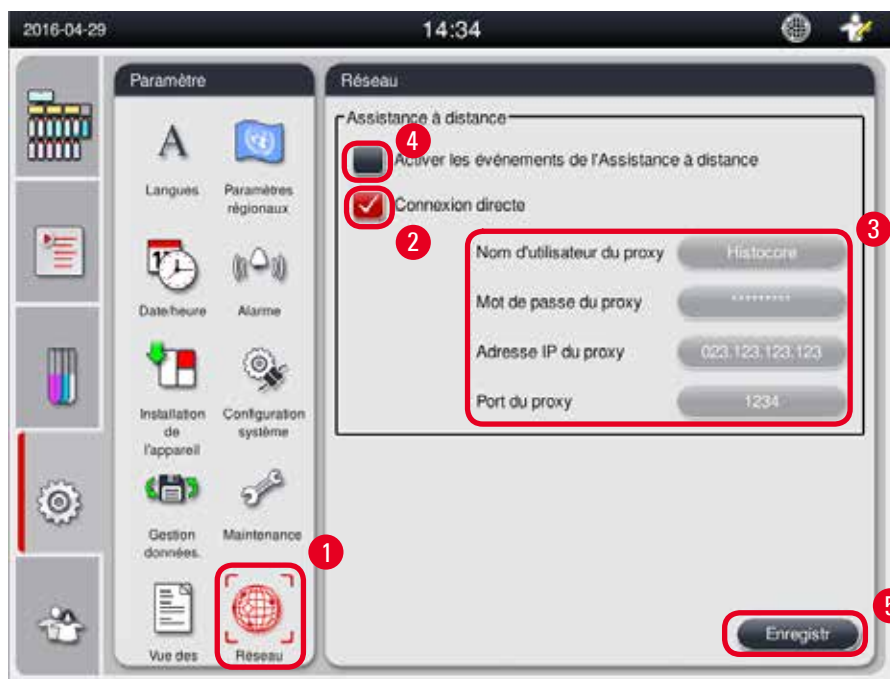 2016-04-29
14:34
Paramètre
Réseau
Assistance à distance
4
Activer les événements de l'Assistance à distance
Connexion directe
2
3
Nom d'utilisateur du proxy
Histocore
Mot de passe du proxy
*********
Adresse IP du proxy
023.123.123.123
Port du proxy
1234
A
Langues
Paramètres
régionaux
Date/heure
Alarme
Installation
de
l'appareil
Configuration
système
Gestion
données.
Maintenance
1
Vue des
Réseau
5
Enregistr